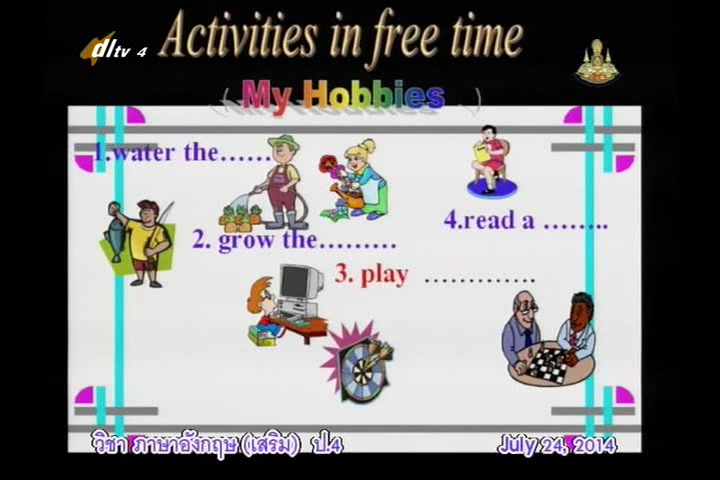 Activities in free time
dltv 4
( My Hobbies )
1.water the......
4.read a ........
2. grow the.........
3. play .............
วิชา ภาษาอังกฤษ (เสริม) ป.4
July 24, 2014